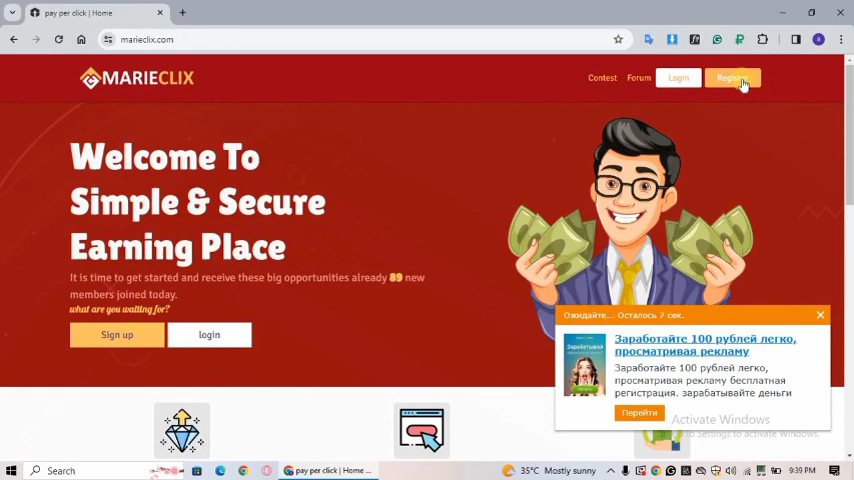 pay per click | Home
marieclix.com
MARIECLIX
Contest Forum Login Register
Welcome To
Simple & Secure
Earning Place
It is time to get started and receive these big opportunities already 89 new
members joined today.
what are you waiting for?
Sign up login
Ожидайте... Осталось 7 сек.
Заработайте 100 рублей легко,
просматривая рекламу
Заработайте 100 рублей легко,
просматривая рекламу бесплатная
регистрация. зарабатывайте деньги
Перейти
Activate Windows
to Settings to activate Windows.
Search
pay per click | Home ...
35°C Mostly sunny
9:39 PM